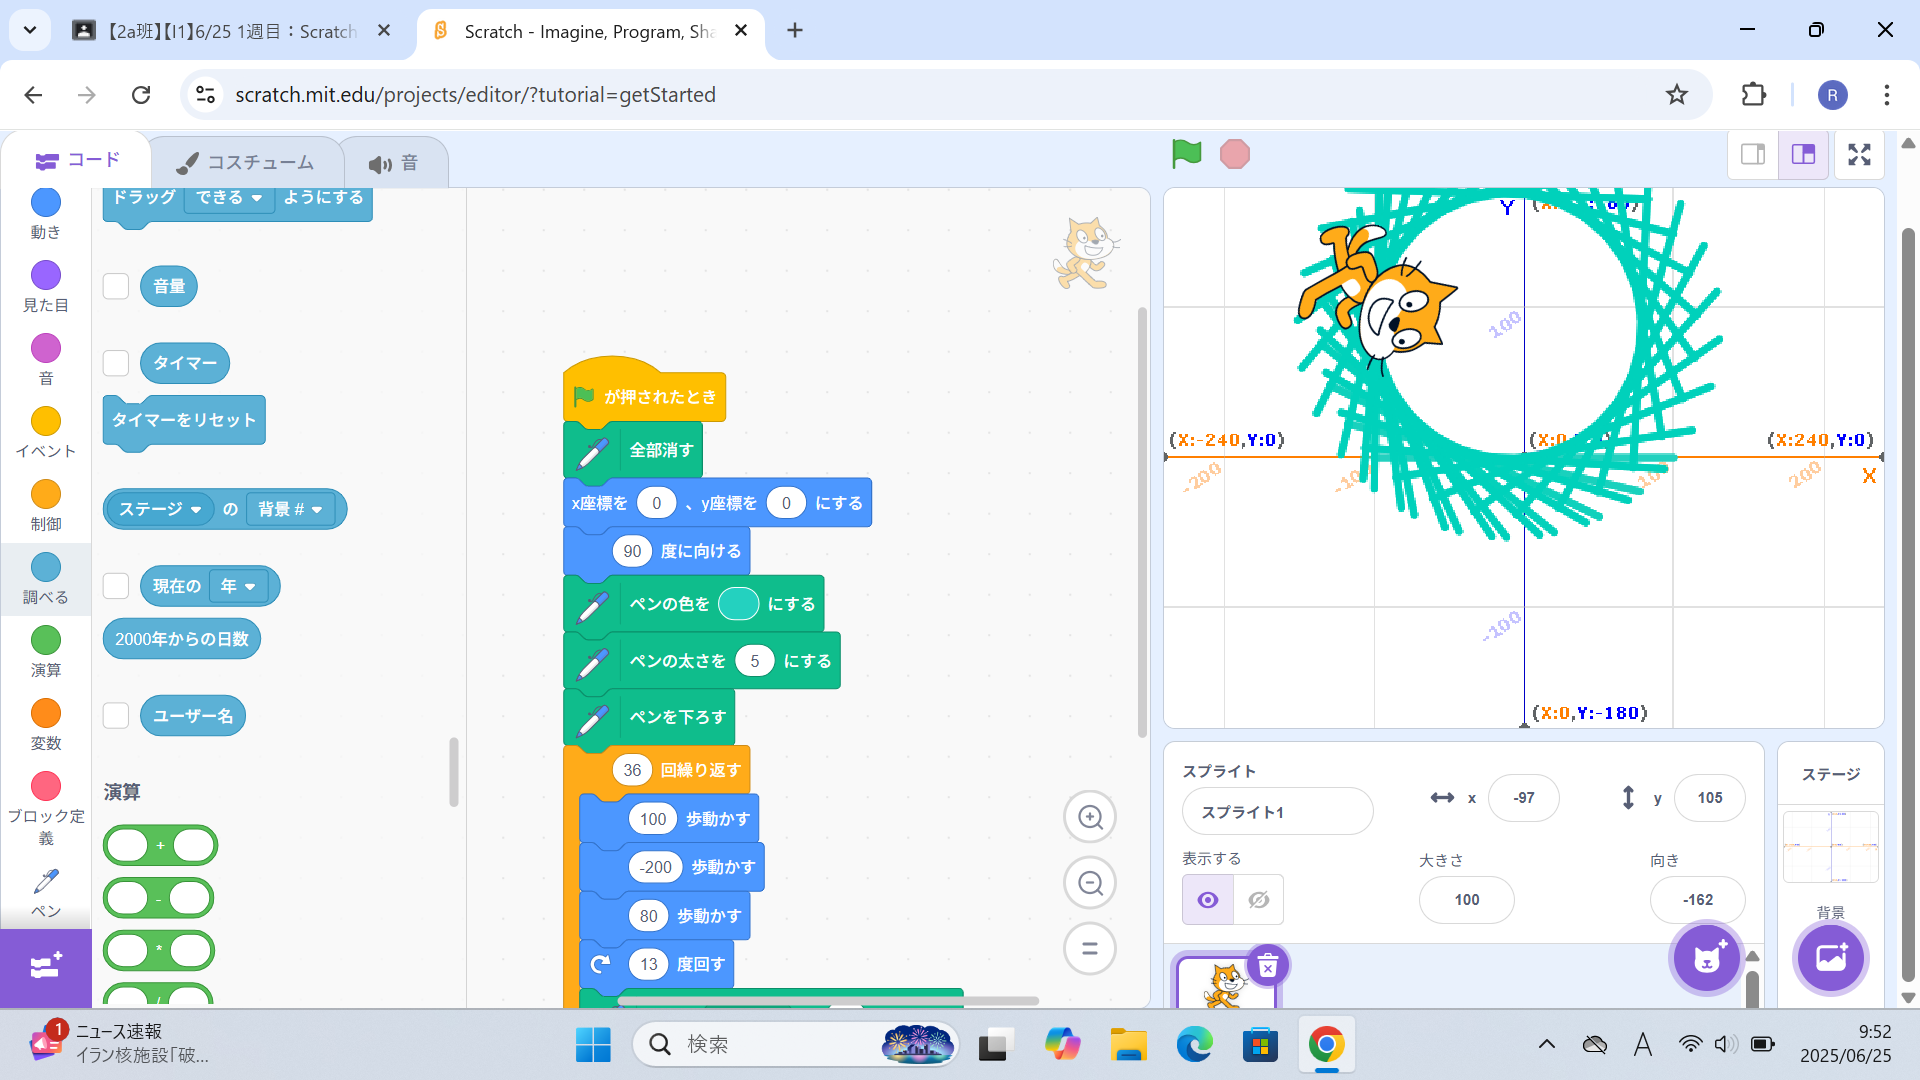 【2a班】【I1】6/25 1週目：Scratch
Scratch - Imagine, Program, Sha
scratch.mit.edu/projects/editor/?tutorial=getStarted
R
コード
コスチューム
音
動き
見た目
音
イベント
制御
調べる
演算
変数
ブロック定
義
ペン
ドラッグ できる ようにする
音量
タイマー
タイマーをリセット
ステージ の 背景 #
現在の 年
2000年からの日数
ユーザー名
演算
+
-
*
/
が押されたとき
全部消す
x座標を 0 、y座標を 0 にする
90 度に向ける
ペンの色を にする
ペンの太さを 5 にする
ペンを下ろす
36 回繰り返す
100 歩動かす
-200 歩動かす
80 歩動かす
13 度回す
Y
100
(X:-240,Y:0)
(X:0
(X:240,Y:0)
-200
200
X
-100
(X:0,Y:-180)
スプライト
スプライト1
x -97
y 105
表示する
大きさ
100
向き
-162
ステージ
背景
1
ニュース速報
イラン核施設「破...
検索
A
9:52
2025/06/25